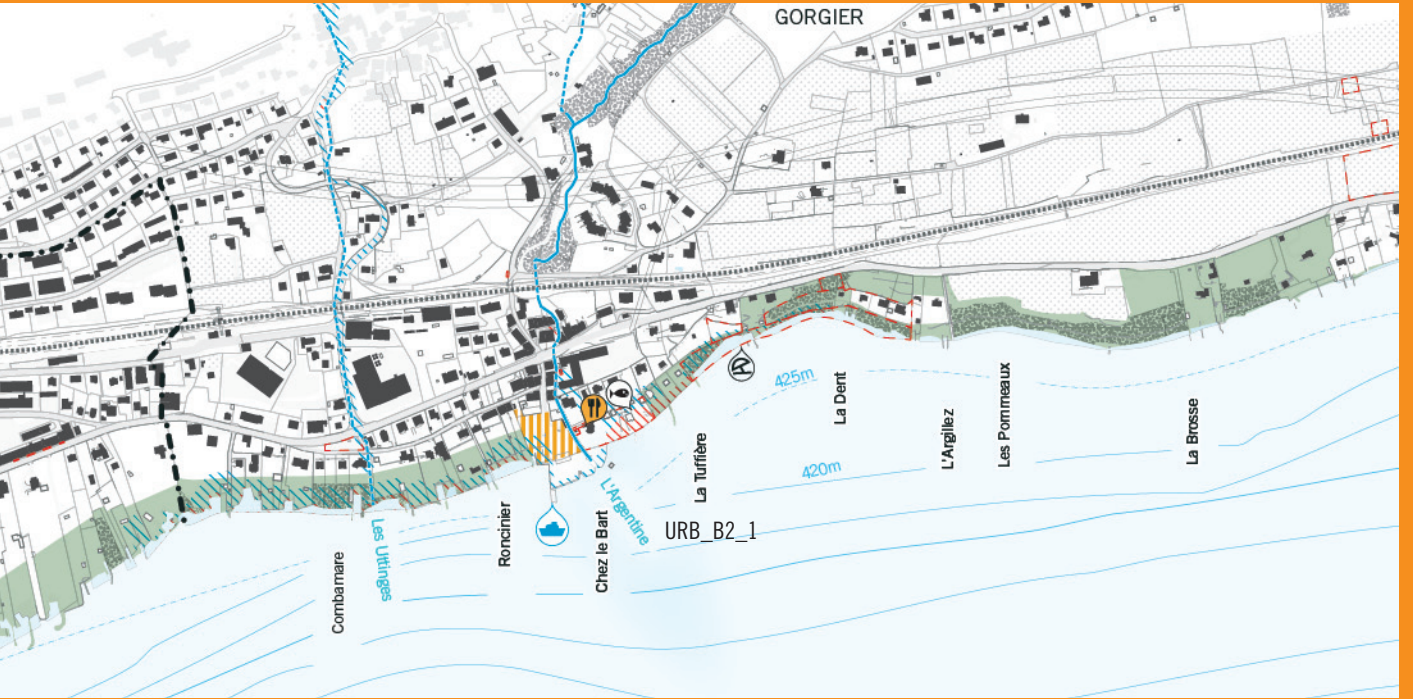 GORGIER
425m
La Dent
420m
L'Argillez
Les Pommeaux
La Brosse
La Tuffière
L'Argentine
URB_B2_1
Chez le Bart
Roncinier
Les Uttinges
Combamare